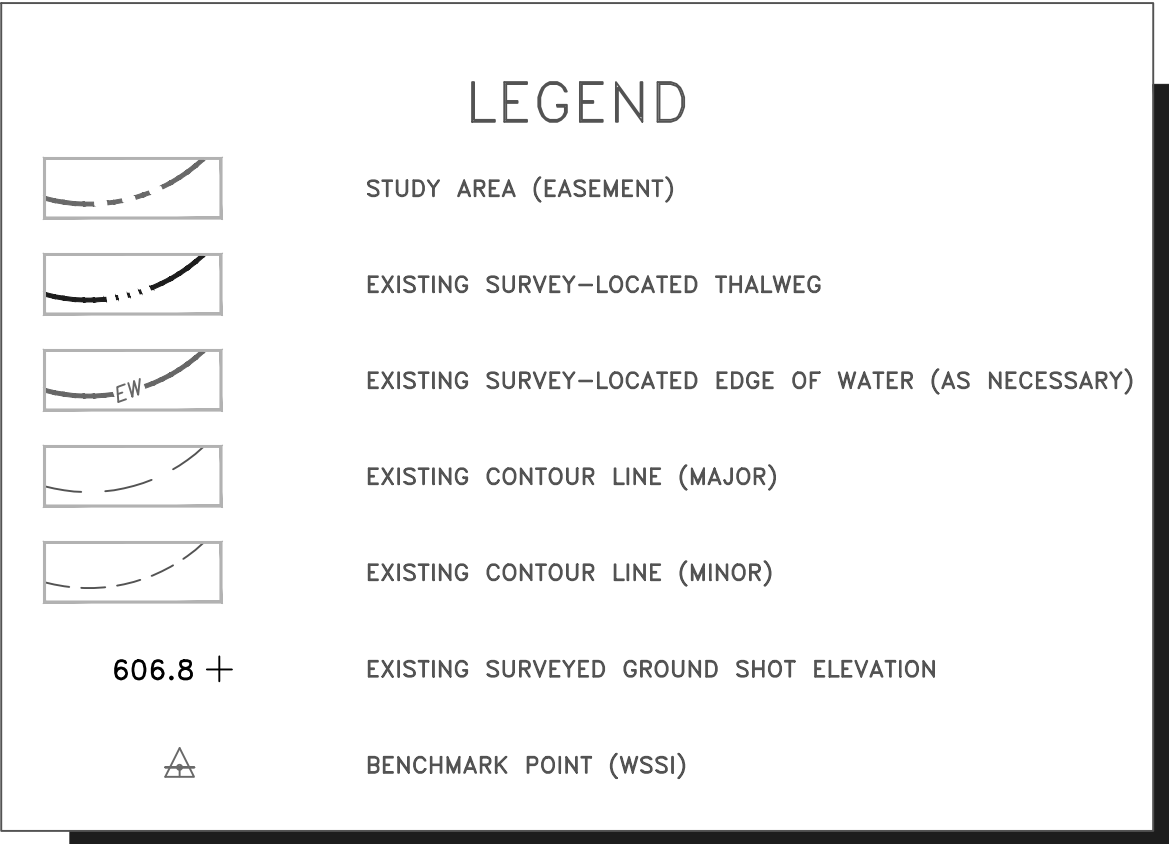 LEGEND
STUDY AREA (EASEMENT)
EXISTING SURVEY-LOCATED THALWEG
EW EXISTING SURVEY-LOCATED EDGE OF WATER (AS NECESSARY)
EXISTING CONTOUR LINE (MAJOR)
EXISTING CONTOUR LINE (MINOR)
606.8 EXISTING SURVEYED GROUND SHOT ELEVATION
BENCHMARK POINT (WSSI)